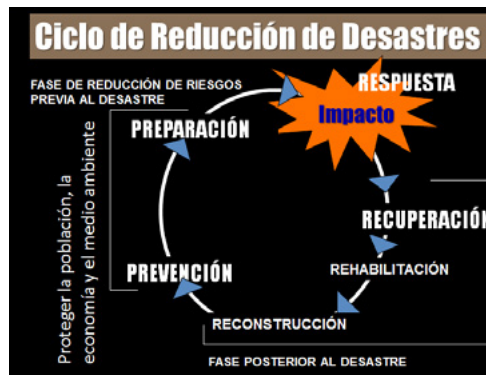 Ciclo de Reducción de Desastres
FASE DE REDUCCIÓN DE RIESGOS
PREVIA AL DESASTRE
RESPUESTA
Impacto
PREPARACIÓN
Proteger la población, la
economía y el medio ambiente
RECUPERACIÓN
PREVENCIÓN
REHABILITACIÓN
RECONSTRUCCIÓN
FASE POSTERIOR AL DESASTRE